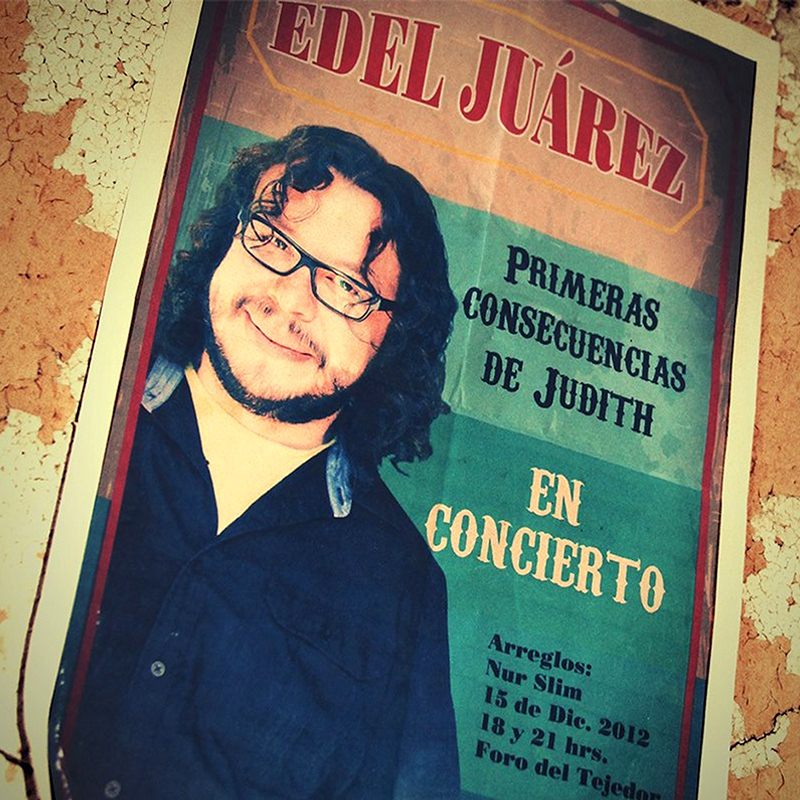 EDEL JUÁREZ
PRIMERAS
CONSECUENCIAS
DE JUDITH
EN
CONCIERTO
Arreglos:
Nur Slim
15 de Dic. 2012
18 y 21 hrs.
Foro del Tejedor